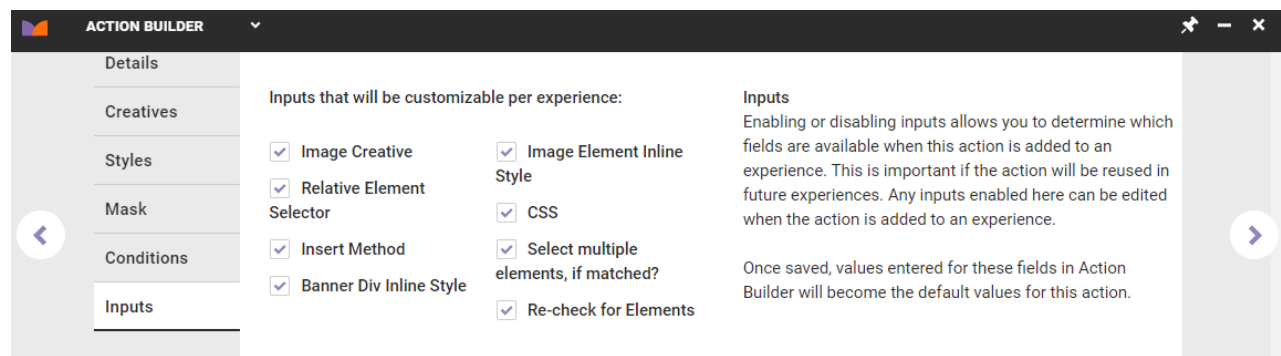 ACTION BUILDER
Details
Creatives
Styles
Mask
Conditions
Inputs
Inputs that will be customizable per experience:
Image Creative
Relative Element
Selector
Insert Method
Banner Div Inline Style
Image Element Inline
Style
CSS
Select multiple
elements, if matched?
Re-check for Elements
Inputs
Enabling or disabling inputs allows you to determine which
fields are available when this action is added to an
experience. This is important if the action will be reused in
future experiences. Any inputs enabled here can be edited
when the action is added to an experience.
Once saved, values entered for these fields in Action
Builder will become the default values for this action.